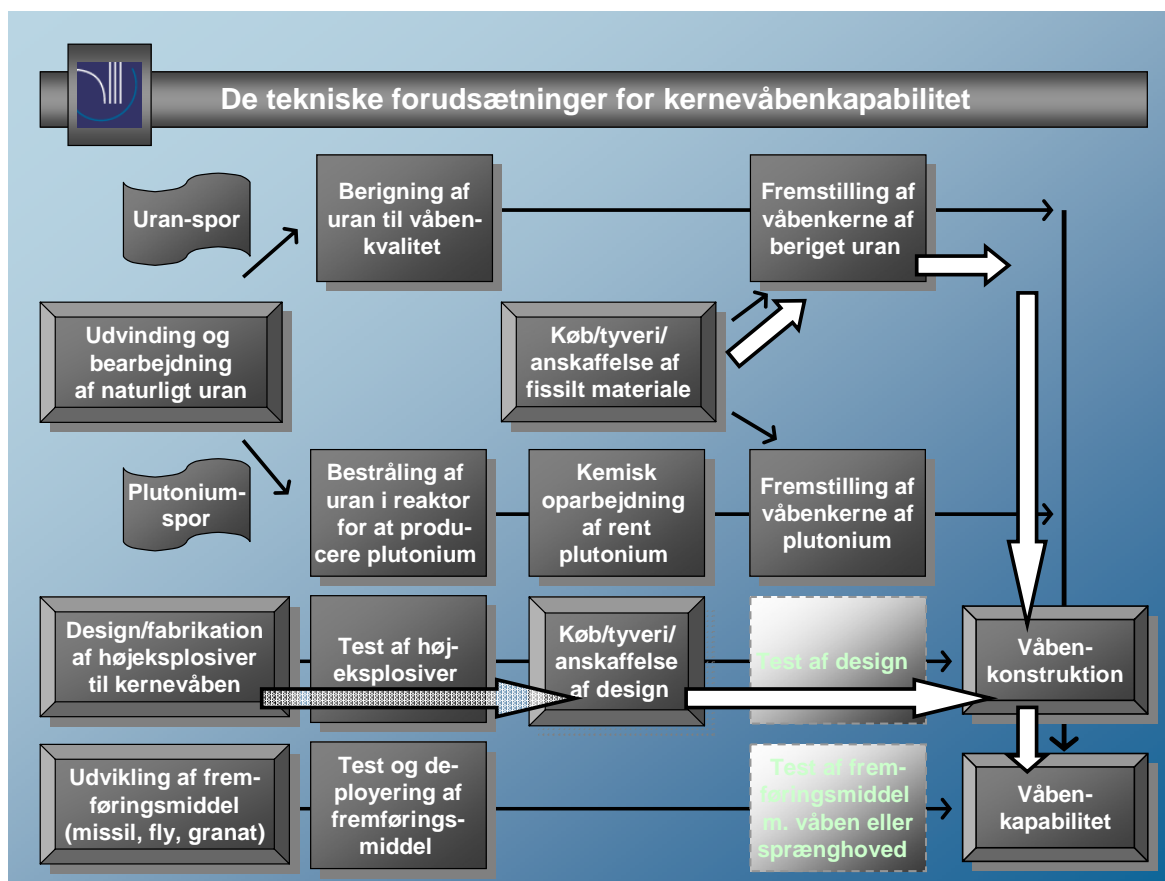 De tekniske forudsætninger for kernevåbenkapabilitet
Uran-spor
Berigning af
uran til våben-
kvalitet
Fremstilling af
våbenkerne af
beriget uran
Udvinding og
bearbejdning
af naturligt uran
Køb/tyveri/
anskaffelse af
fissilt materiale
Plutonium-
spor
Bestråling af
uran i reaktor
for at produ-
cere plutonium
Kemisk
oparbejdning
af rent
plutonium
Fremstilling af
våbenkerne af
plutonium
Design/fabrikation
af højeksplosiver
til kernevåben
Test af høj-
eksplosiver
Køb/tyveri/
anskaffelse
af design
Test af design
Våben-
konstruktion
Udvikling af frem-
føringsmiddel
(missil, fly, granat)
Test og de-
ployering af
fremførings-
middel
Test af frem-
føringsmiddel
m. våben eller
sprænghoved
Våben-
kapabilitet